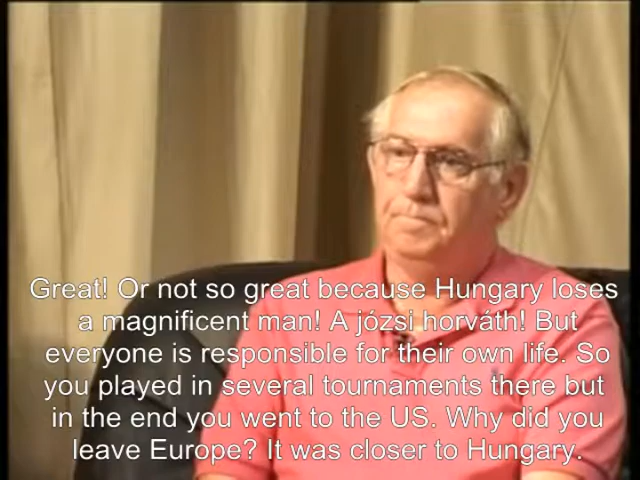 Great! Or not so great because Hungary loses
a magnificent man! A józsi horváth! But
everyone is responsible for their own life. So
you played in several tournaments there but
in the end you went to the US. Why did you
leave Europe? It was closer to Hungary.